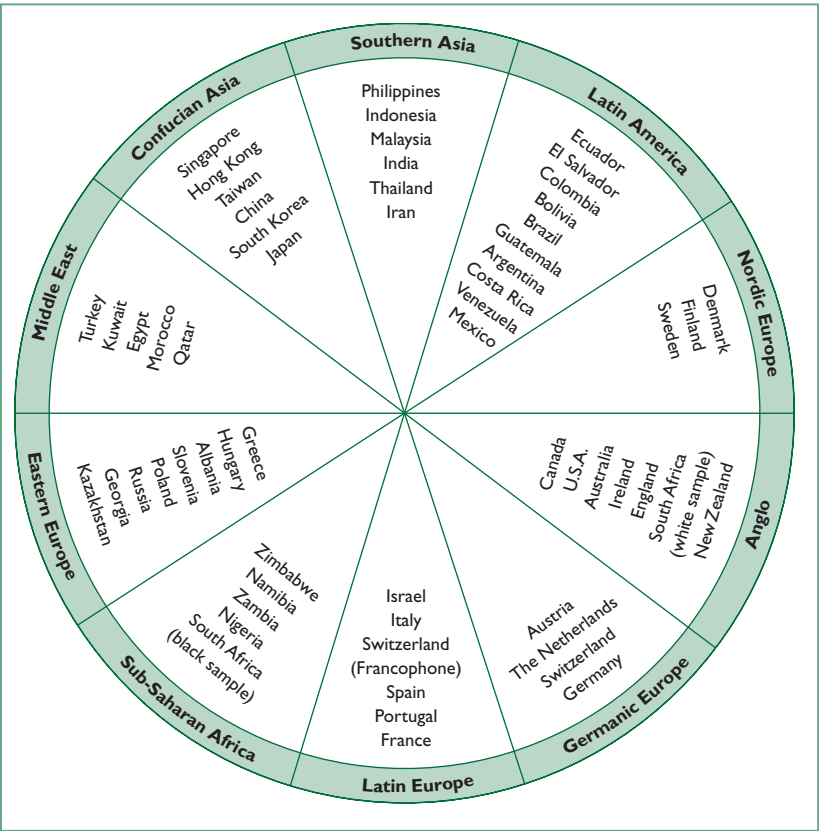 Southern Asia
Philippines
Indonesia
Malaysia
India
Thailand
Iran
Latin America
Ecuador
El Salvador
Colombia
Bolivia
Brazil
Guatemala
Argentina
Costa Rica
Venezuela
Mexico
Nordic Europe
Denmark
Finland
Sweden
Anglo
Canada
U.S.A.
Australia
Ireland
England
South Africa
(white sample)
New Zealand
Germanic Europe
Austria
The Netherlands
Switzerland
Germany
Latin Europe
Israel
Italy
Switzerland
(Francophone)
Spain
Portugal
France
Sub-Saharan Africa
Zimbabwe
Namibia
Zambia
Nigeria
South Africa
(black sample)
Eastern Europe
Greece
Hungary
Albania
Slovenia
Poland
Russia
Georgia
Kazakhstan
Middle East
Turkey
Kuwait
Egypt
Morocco
Qatar
Confucian Asia
Singapore
Hong Kong
Taiwan
China
South Korea
Japan